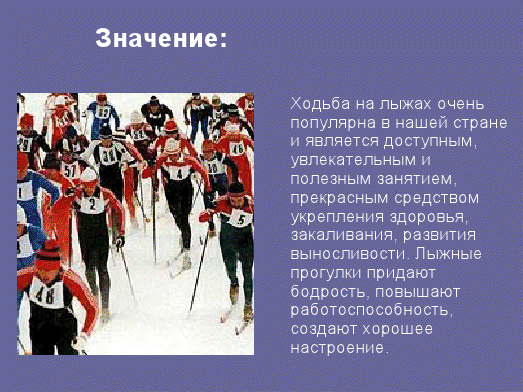 Значение:
Ходьба на лыжах очень
популярна в нашей стране
и является доступным,
увлекательным и
полезным занятием,
прекрасным средством
укрепления здоровья,
закаливания, развития
выносливости. Лыжные
прогулки придают
бодрость, повышают
работоспособность,
создают хорошее
настроение.